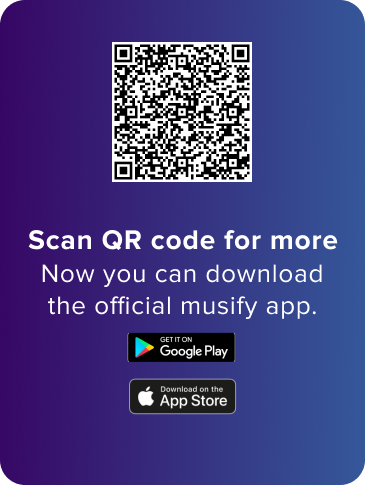 Scan QR code for more
Now you can download
the official musify app.
GET IT ON
Google Play
Download on the
App Store